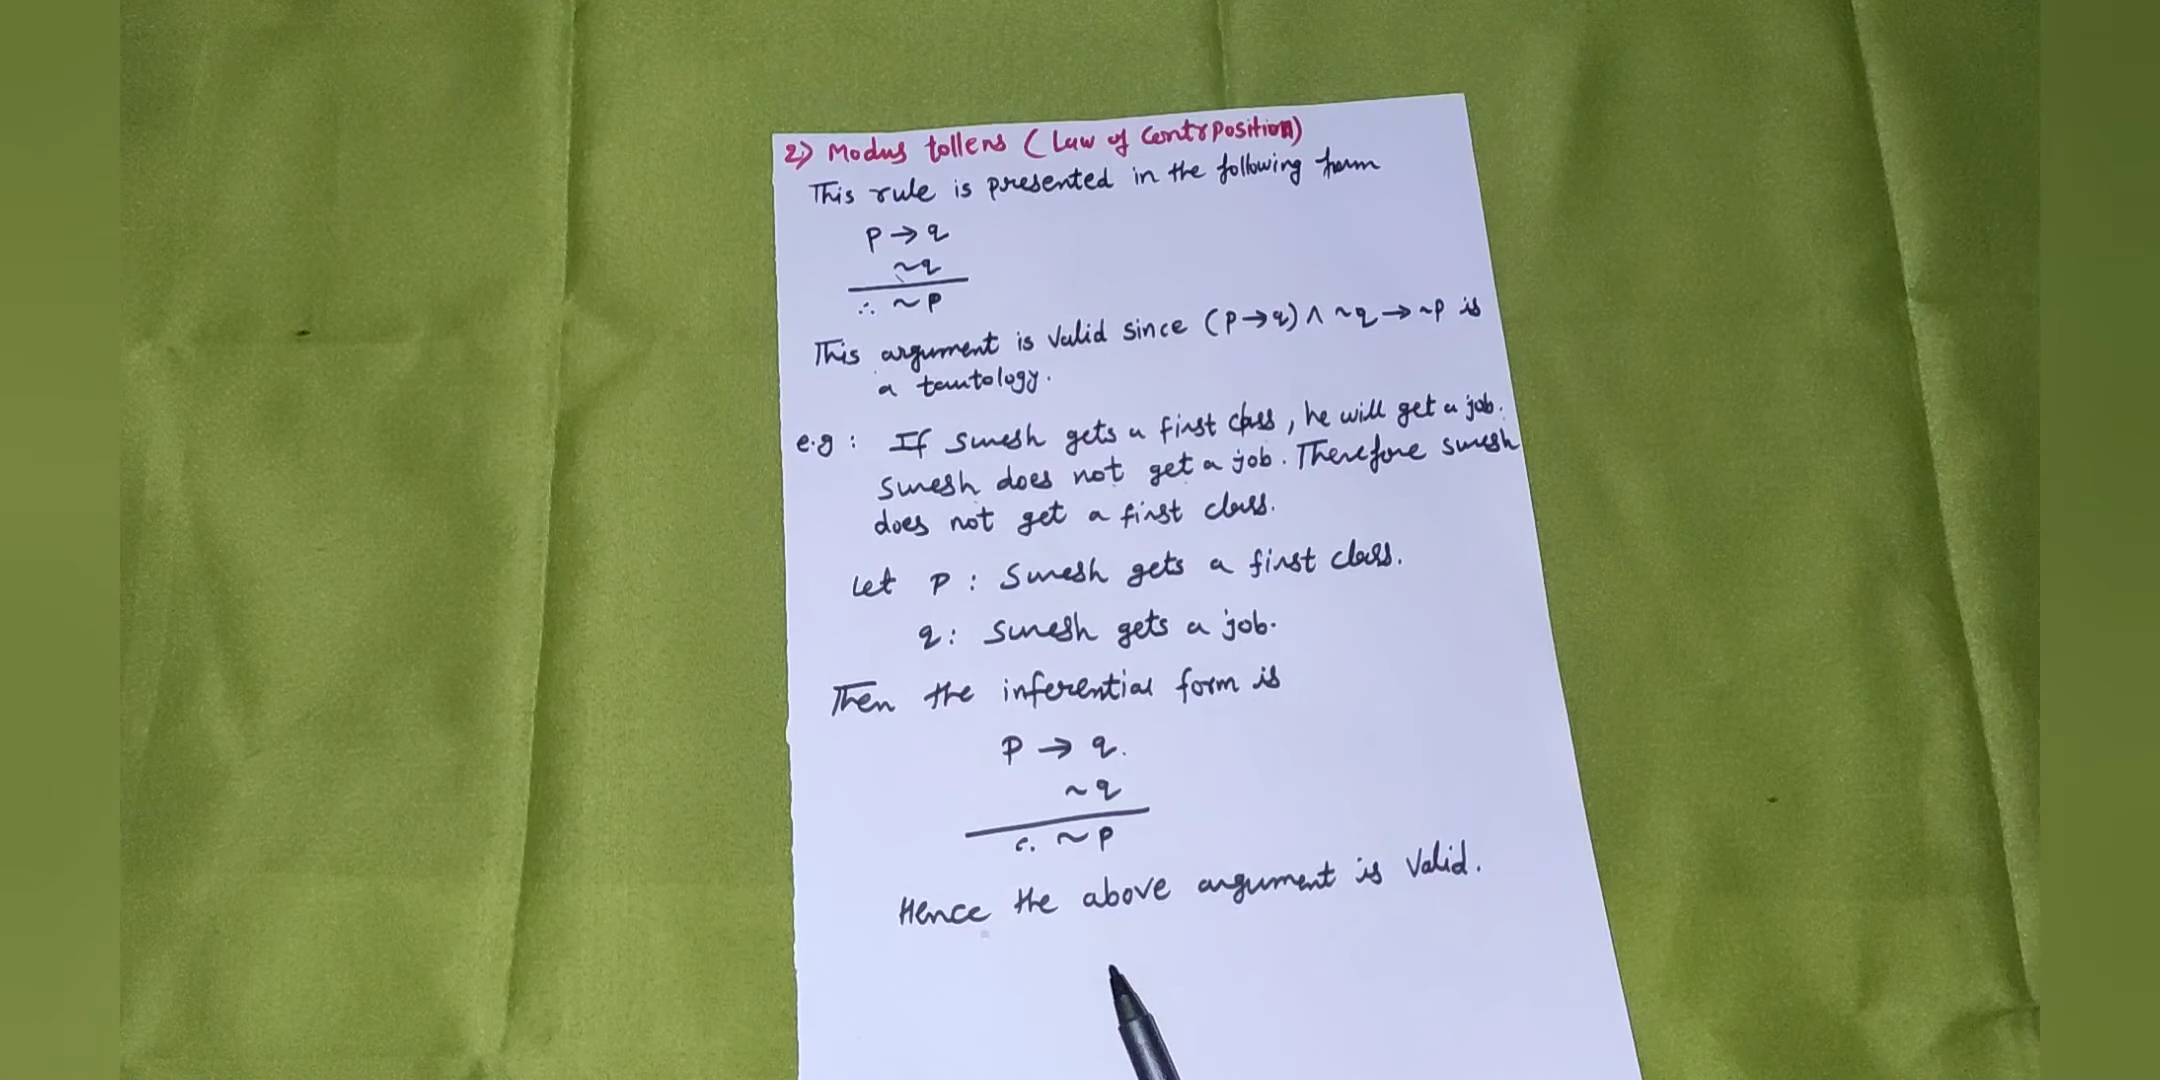 2) Modus tollens (Law of Contrposition)
This rule is presented in the following form
p → q
~q
∴ ~p
This argument is valid since (p→q) ∧ ~q → ~p is
a tautology.
e.g : If Suresh gets a first class, he will get a job.
Suresh does not get a job. Therefore Suresh
does not get a first class.
Let p : Suresh gets a first class.
q : Suresh gets a job.
Then the inferential form is
p → q.
~q
∴ ~p
Hence the above argument is valid.